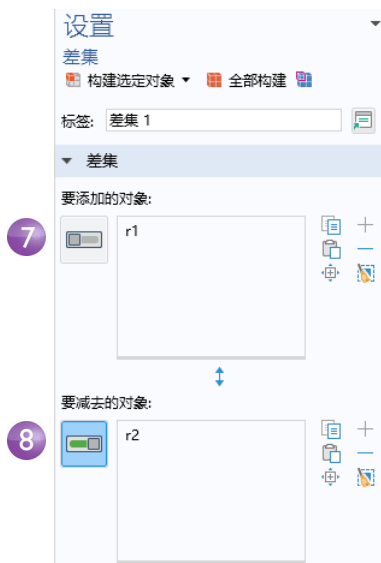 设置
差集
构建选定对象 ▼ 全部构建
标签: 差集 1
▼ 差集
要添加的对象:
7
r1
要减去的对象:
8
r2